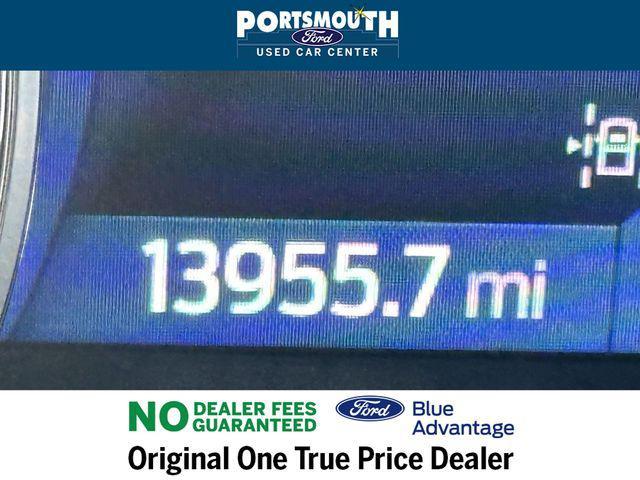 PORTSMOUTH
Ford
USED CAR CENTER
13955.7 mi
NO DEALER FEES
GUARANTEED
Ford
Blue
Advantage
Original One True Price Dealer